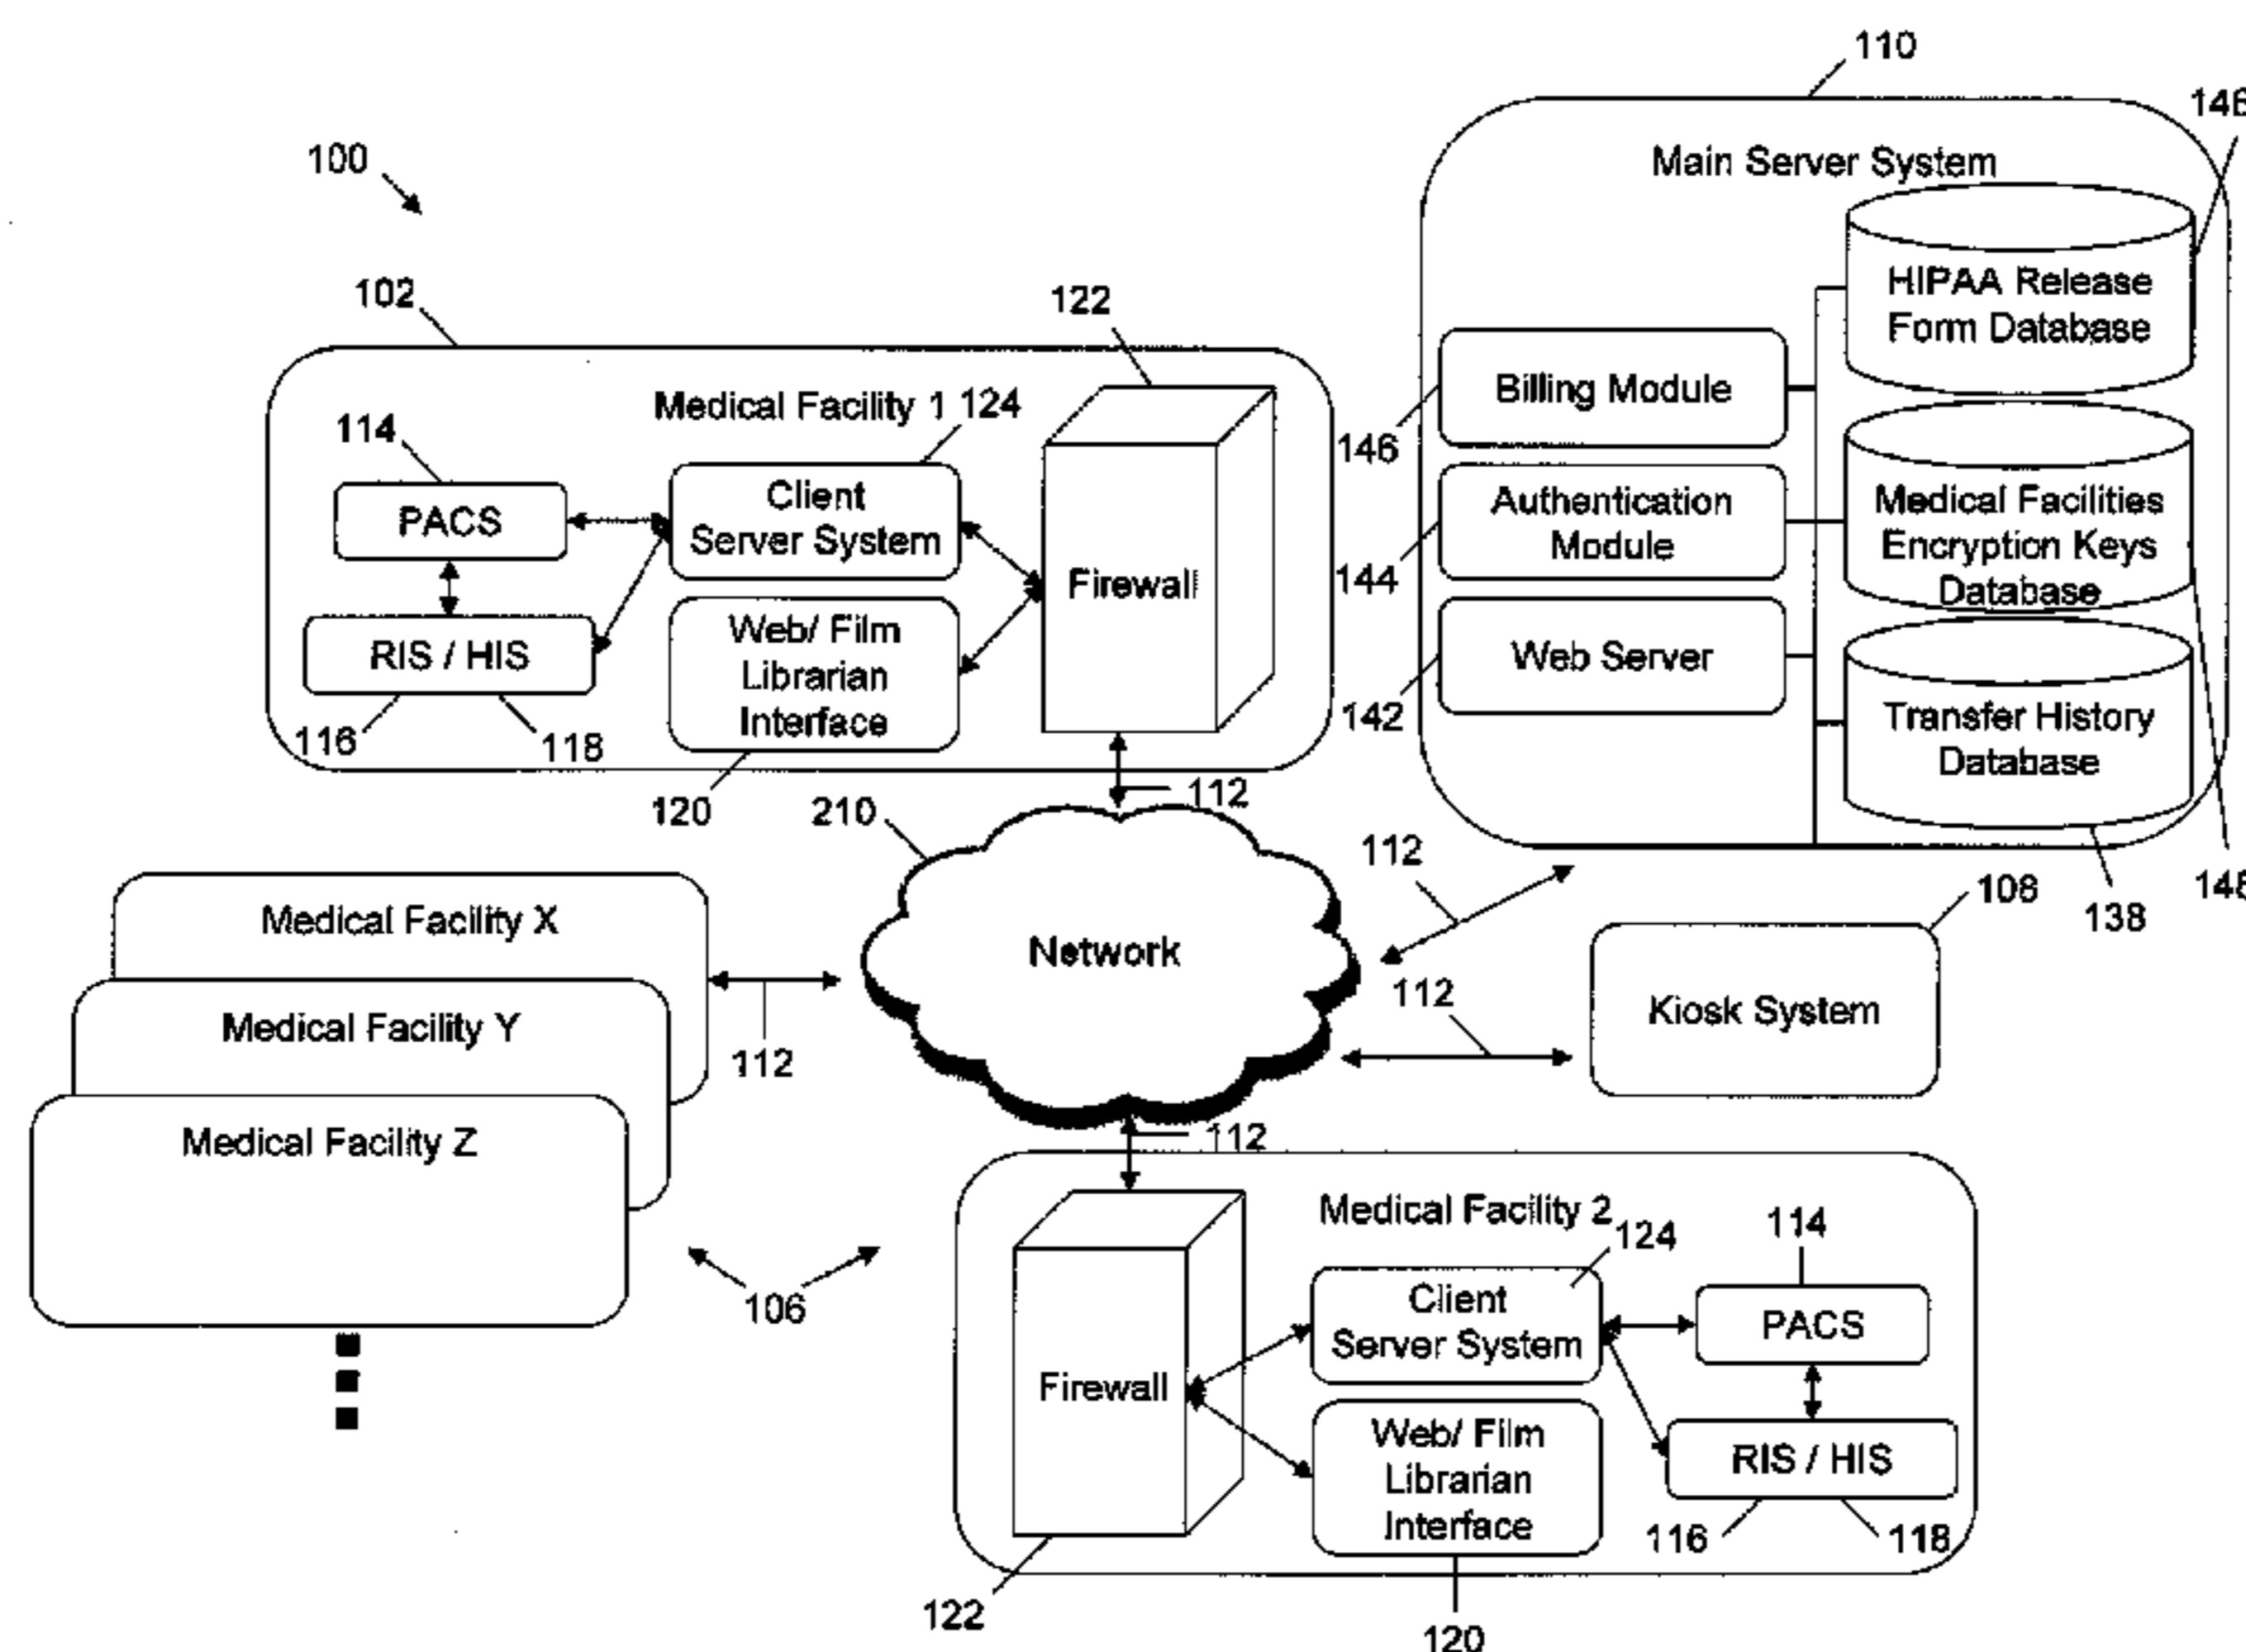 110
146
100
Main Server System
HIPAA Release
Form Database
102
122
Billing Module
Medical Facility 1
124
114
146
Client
Server System
PACS
Authentication
Module
Medical Facilities
Encryption Keys
Database
Firewall
144
Web/ Film
Librarian
Interface
RIS / HIS
Web Server
142
Transfer History
Database
116
118
112
120
210
112
108
138
Medical Facility X
Network
112
Kiosk System
Medical Facility Y
112
Medical Facility Z
112
Medical Facility 2
124
114
106
Client
Server System
PACS
Firewall
Web/ Film
Librarian
Interface
RIS / HIS
116
118
122
120